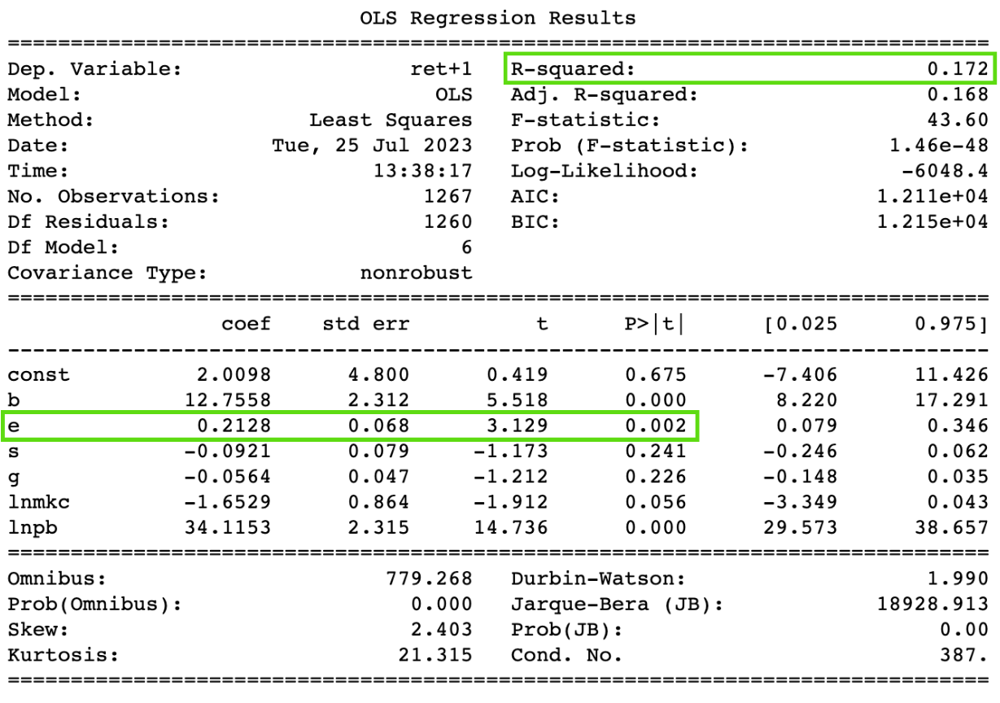 OLS Regression Results
==============================================================================
Dep. Variable:                   ret+1   R-squared:                       0.172
Model:                             OLS   Adj. R-squared:                  0.168
Method:                  Least Squares   F-statistic:                     43.60
Date:                 Tue, 25 Jul 2023   Prob (F-statistic):           1.46e-48
Time:                         13:38:17   Log-Likelihood:                -6048.4
No. Observations:                 1267   AIC:                         1.211e+04
Df Residuals:                     1260   BIC:                         1.215e+04
Df Model:                            6
Covariance Type:             nonrobust
==============================================================================
coef    std err          t      P>|t|      [0.025      0.975]
------------------------------------------------------------------------------
const          2.0098      4.800      0.419      0.675      -7.406      11.426
b             12.7558      2.312      5.518      0.000       8.220      17.291
e              0.2128      0.068      3.129      0.002       0.079       0.346
s             -0.0921      0.079     -1.173      0.241      -0.246       0.062
g             -0.0564      0.047     -1.212      0.226      -0.148       0.035
lnmkc         -1.6529      0.864     -1.912      0.056      -3.349       0.043
lnpb          34.1153      2.315     14.736      0.000      29.573      38.657
==============================================================================
Omnibus:                       779.268   Durbin-Watson:                   1.990
Prob(Omnibus):                   0.000   Jarque-Bera (JB):            18928.913
Skew:                            2.403   Prob(JB):                         0.00
Kurtosis:                       21.315   Cond. No.                         387.
==============================================================================